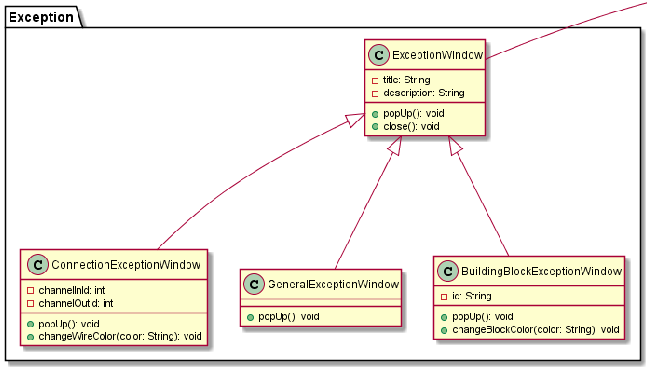 Exception
C ExceptionWindow
title: String
description: String
popUp(): void
close(): void
C ConnectionExceptionWindow
channelInId: int
channelOutId: int
popUp(): void
changeWireColor(color: String): void
C GeneralExceptionWindow
popUp(): void
C BuildingBlockExceptionWindow
id: String
popUp(): void
changeBlockColor(color: String): void